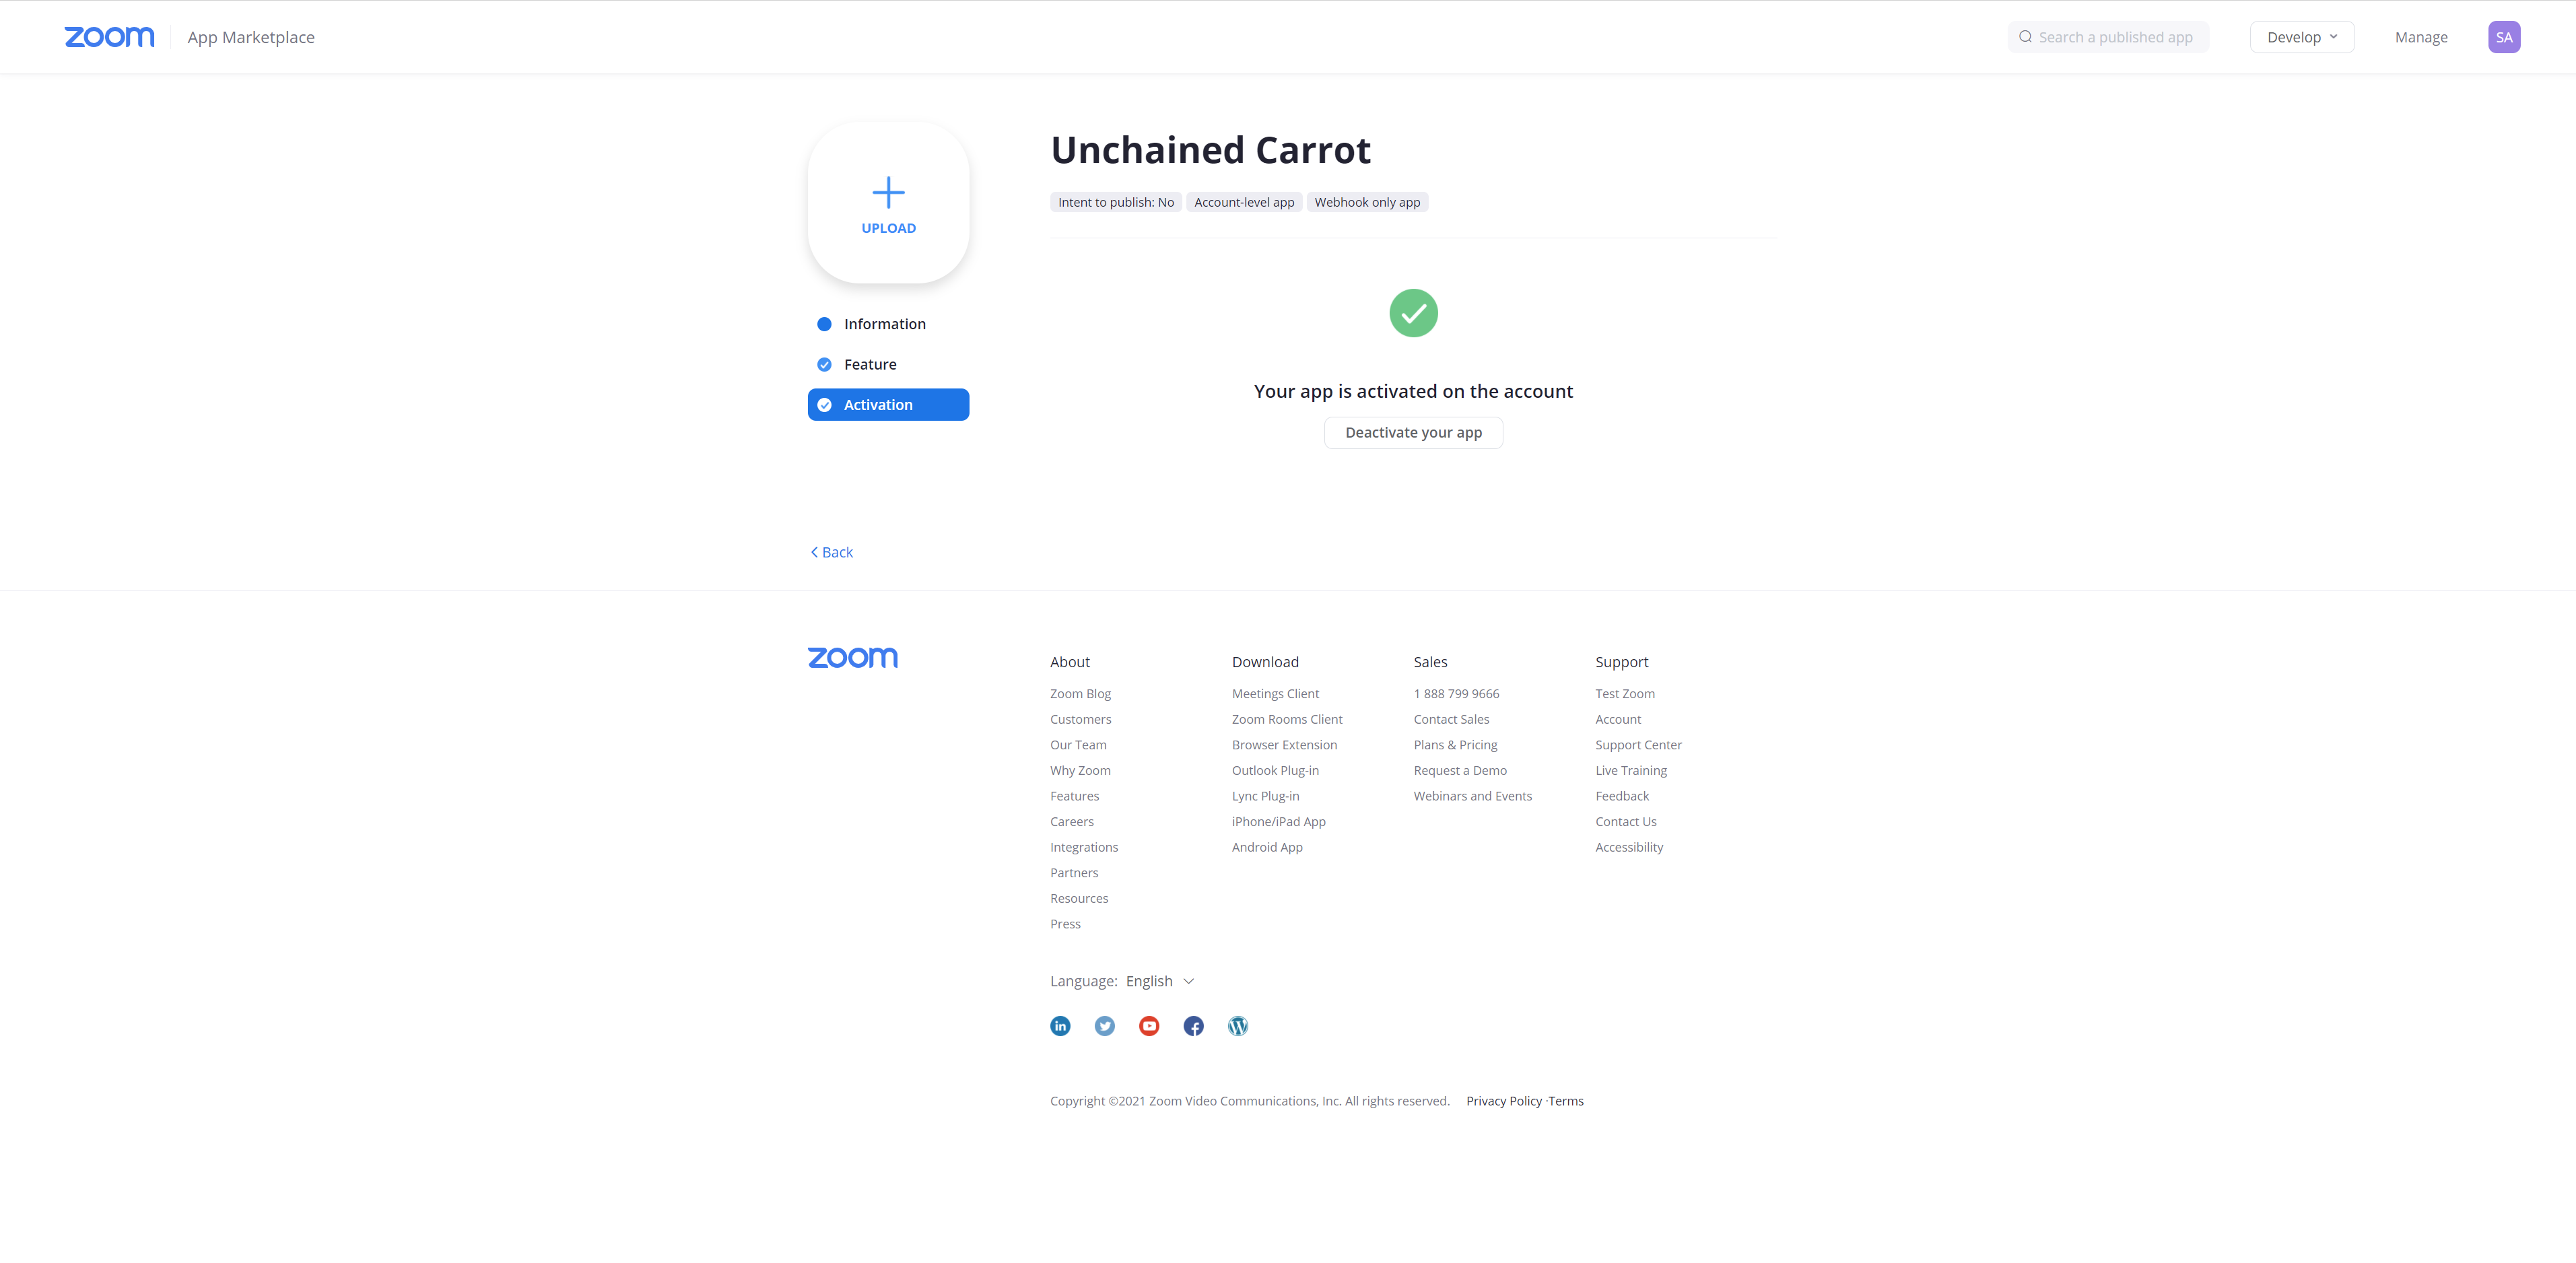 zoom App Marketplace Search a published app Develop Manage SA
Unchained Carrot
Intent to publish: No Account-level app Webhook only app
UPLOAD
Information
Feature
Activation
Your app is activated on the account
Deactivate your app
Back
zoom
About
Zoom Blog
Customers
Our Team
Why Zoom
Features
Careers
Integrations
Partners
Resources
Press
Download
Meetings Client
Zoom Rooms Client
Browser Extension
Outlook Plug-in
Lync Plug-in
iPhone/iPad App
Android App
Sales
1 888 799 9666
Contact Sales
Plans & Pricing
Request a Demo
Webinars and Events
Support
Test Zoom
Account
Support Center
Live Training
Feedback
Contact Us
Accessibility
Language: English
in
Copyright ©2021 Zoom Video Communications, Inc. All rights reserved. Privacy Policy ·Terms